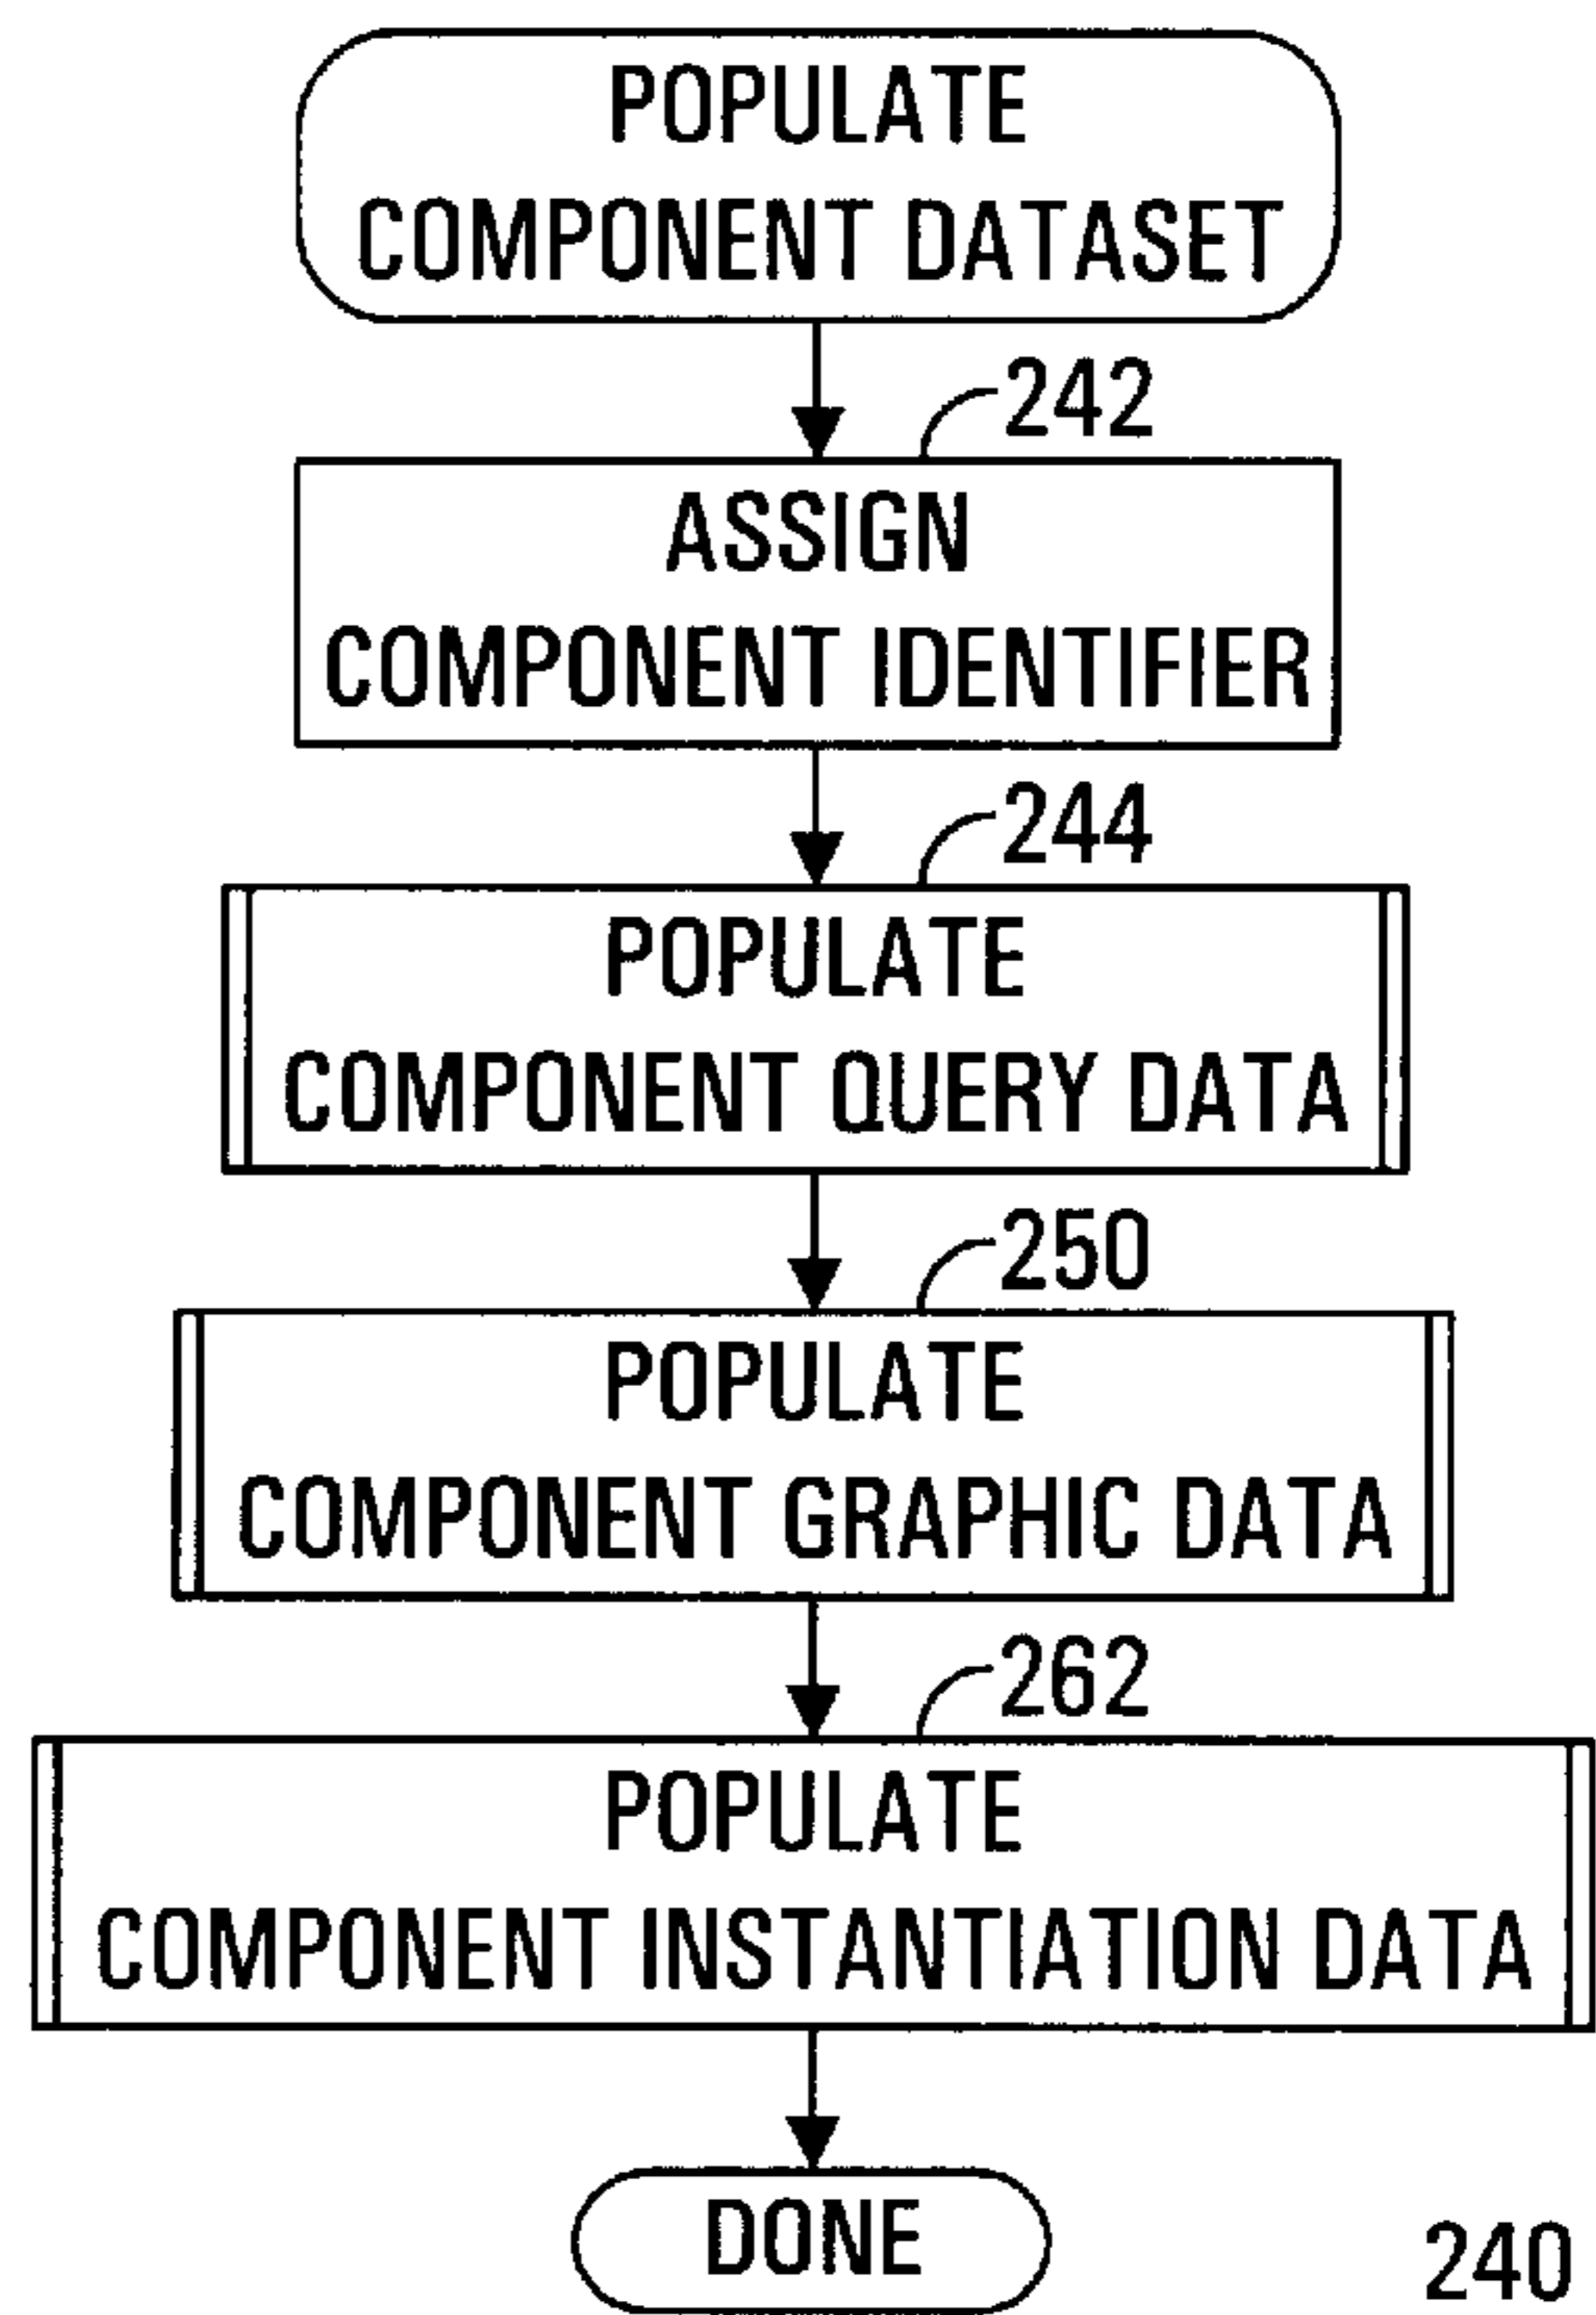 POPULATE
COMPONENT DATASET
242
ASSIGN
COMPONENT IDENTIFIER
244
POPULATE
COMPONENT QUERY DATA
250
POPULATE
COMPONENT GRAPHIC DATA
262
POPULATE
COMPONENT INSTANTIATION DATA
DONE
240